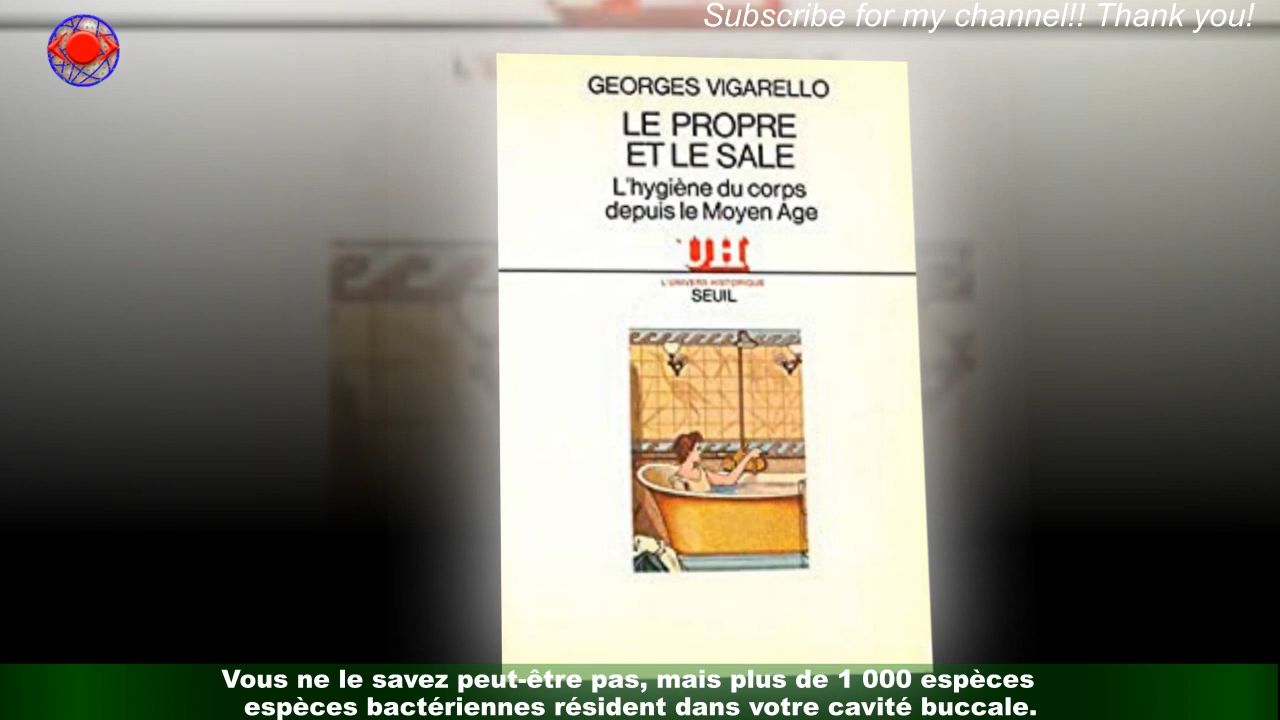 Subscribe for my channel!! Thank you!
GEORGES VIGARELLO
LE PROPRE
ET LE SALE
L'hygiène du corps
depuis le Moyen Age
UH
L'UNIVERS HISTORIQUE
SEUIL
Vous ne le savez peut-être pas, mais plus de 1 000 espèces
espèces bactériennes résident dans votre cavité buccale.